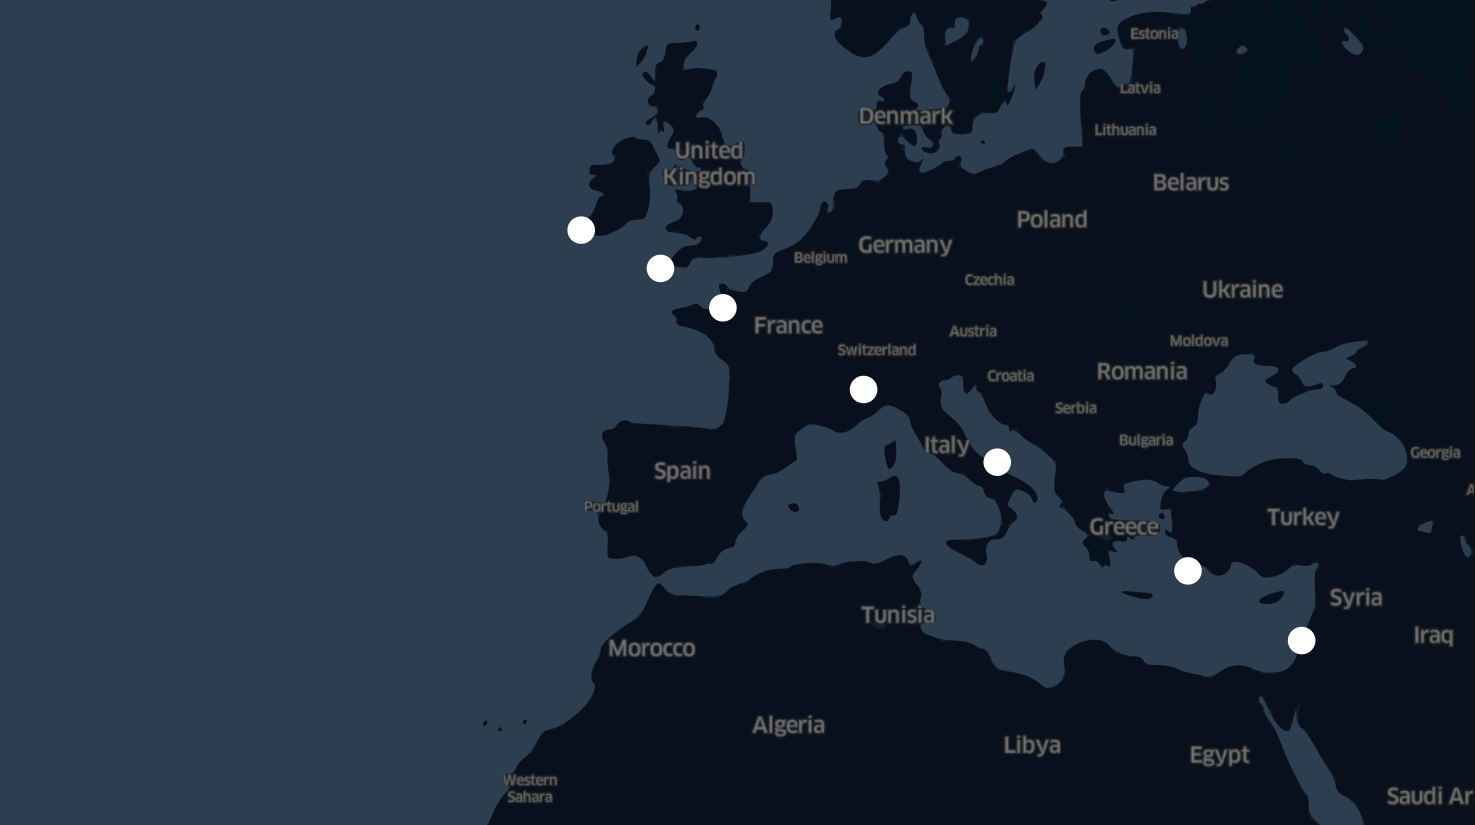 Estonia
Latvia
Denmark
Lithuania
United
Kingdom
Belarus
Poland
Germany
Belgium
Czechia
Ukraine
France
Austria
Moldova
Switzerland
Romania
Croatia
Serbia
Bulgaria
Italy
Georgia
Spain
A
Portugal
Turkey
Greece
Syria
Tunisia
Iraq
Morocco
Algeria
Libya
Egypt
Western
Sahara
Saudi Ar